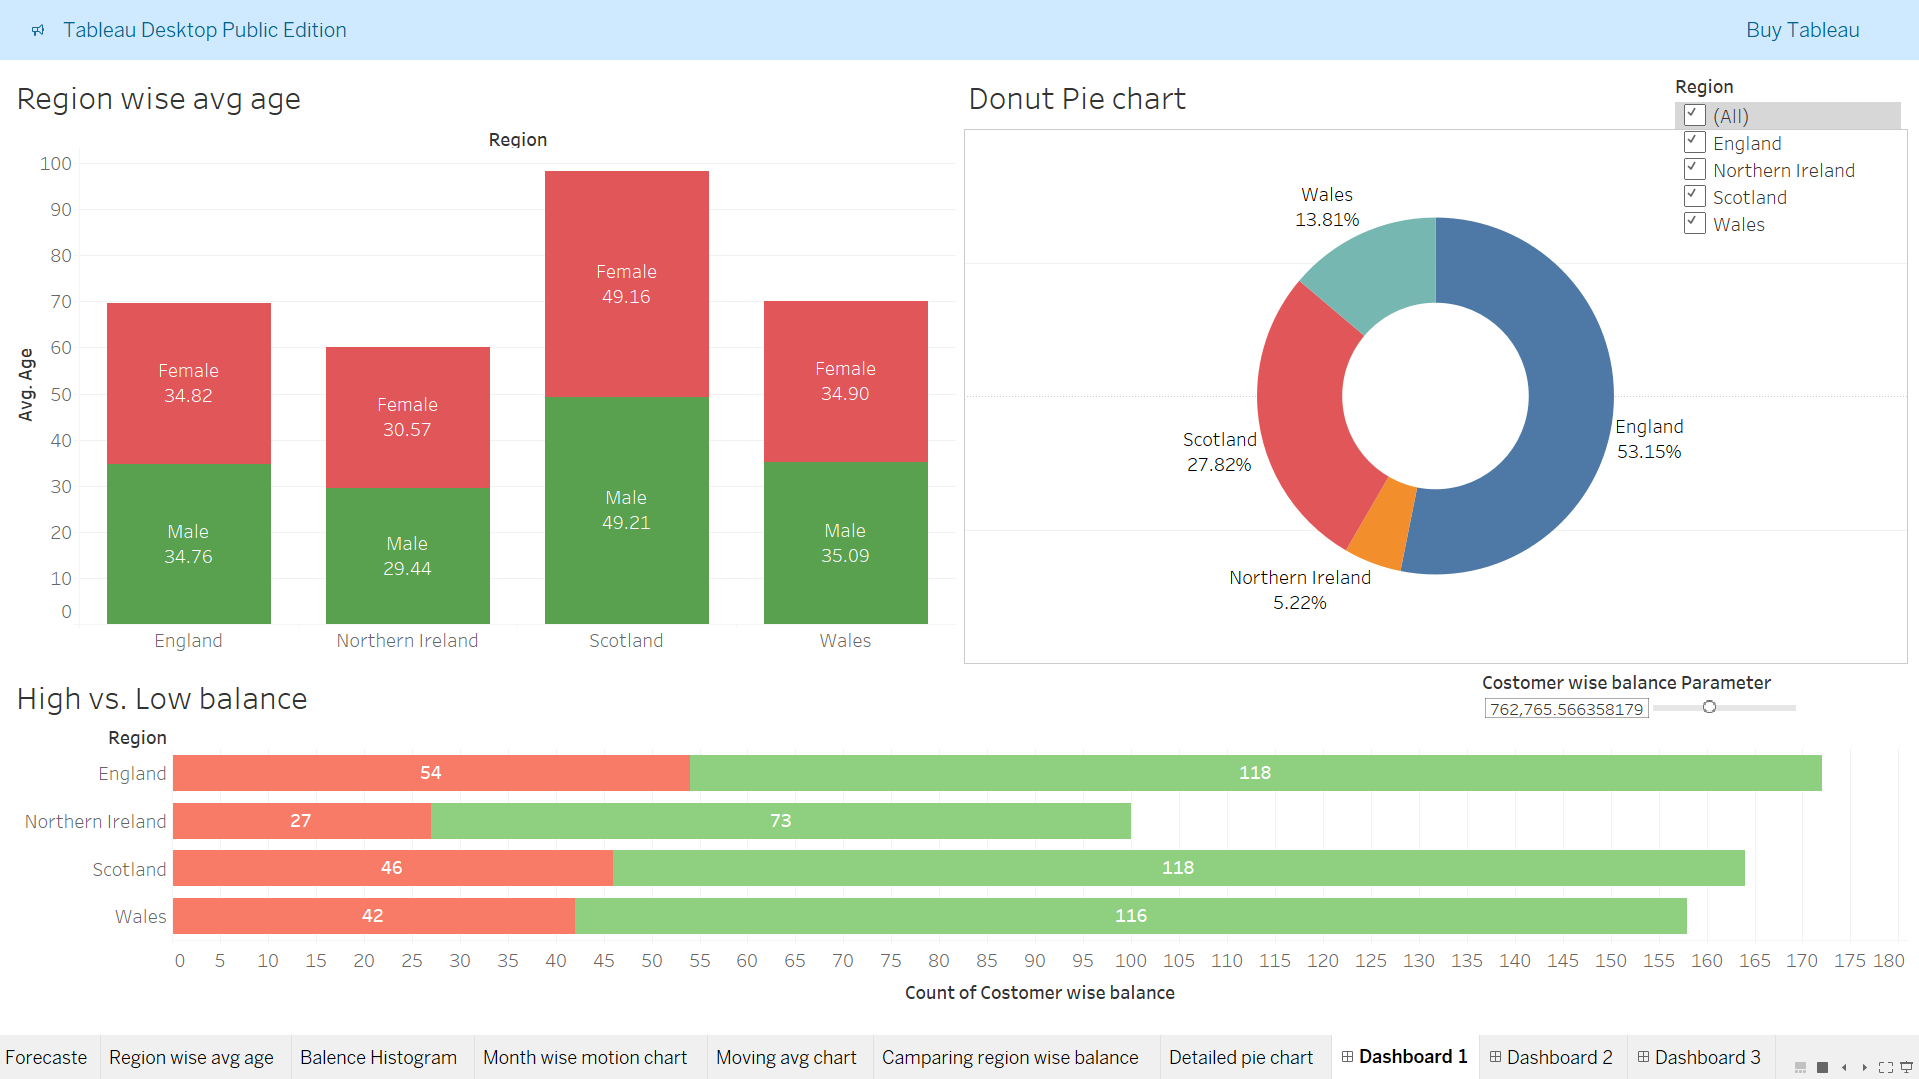 Tableau Desktop Public Edition
Buy Tableau
Region wise avg age
Region
Avg. Age
100
90
80
70
60
50
40
30
20
10
0
Female
34.82
Male
34.76
Female
30.57
Male
29.44
Female
49.16
Male
49.21
Female
34.90
Male
35.09
England
Northern Ireland
Scotland
Wales
Donut Pie chart
Region
(All)
England
Northern Ireland
Scotland
Wales
Wales
13.81%
Scotland
27.82%
England
53.15%
Northern Ireland
5.22%
High vs. Low balance
Costomer wise balance Parameter
762,765.566358179
Region
England 54 118
Northern Ireland 27 73
Scotland 46 118
Wales 42 116
0 5 10 15 20 25 30 35 40 45 50 55 60 65 70 75 80 85 90 95 100 105 110 115 120 125 130 135 140 145 150 155 160 165 170 175 180
Count of Costomer wise balance
Forecaste Region wise avg age Balence Histogram Month wise motion chart Moving avg chart Camparing region wise balance Detailed pie chart Dashboard 1 Dashboard 2 Dashboard 3